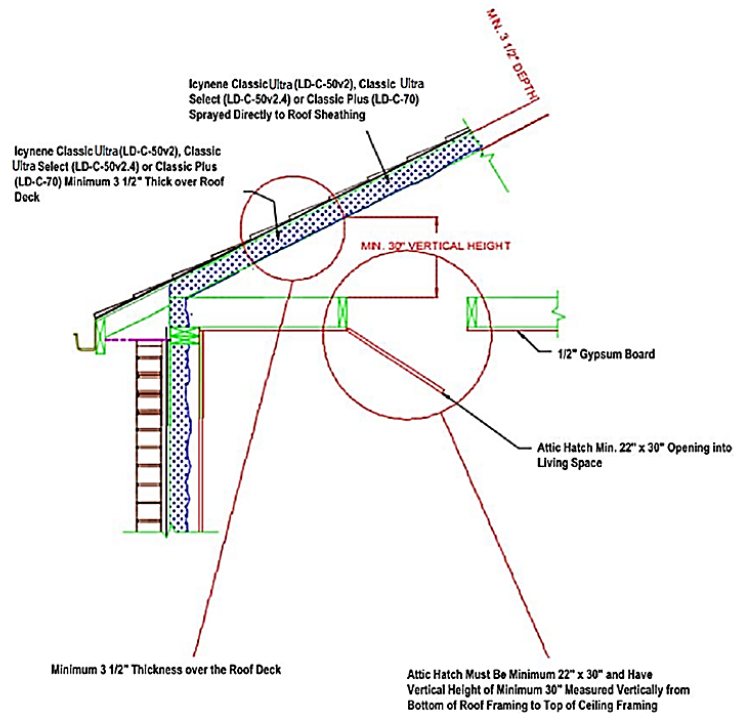 MIN. 3 1/2" DEPTH
Icynene ClassicUltra (LD-C-50v2), Classic Ultra
Select (LD-C-50v2.4) or Classic Plus (LD-C-70)
Sprayed Directly to Roof Sheathing
Icynene ClassicUltra (LD-C-50v2), Classic
Ultra Select (LD-C-50v2.4) or Classic Plus
(LD-C-70) Minimum 3 1/2" Thick over Roof
Deck
MIN. 30" VERTICAL HEIGHT
1/2" Gypsum Board
Attic Hatch Min. 22" x 30" Opening into
Living Space
Minimum 3 1/2" Thickness over the Roof Deck
Attic Hatch Must Be Minimum 22" x 30" and Have
Vertical Height of Minimum 30" Measured Vertically from
Bottom of Roof Framing to Top of Ceiling Framing